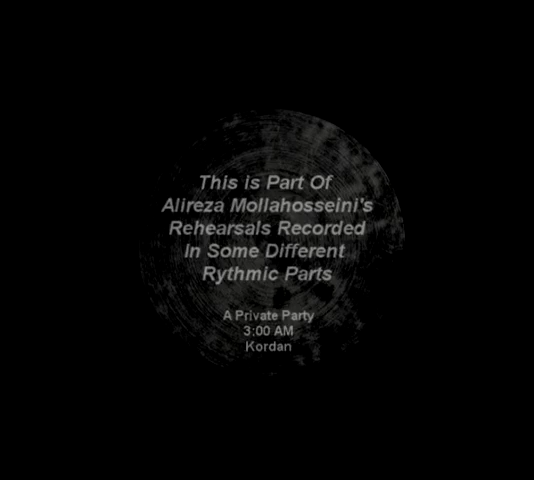 This is Part Of
Alireza Mollahosseini's
Rehearsals Recorded
In Some Different
Rythmic Parts
A Private Party
3:00 AM
Kordan